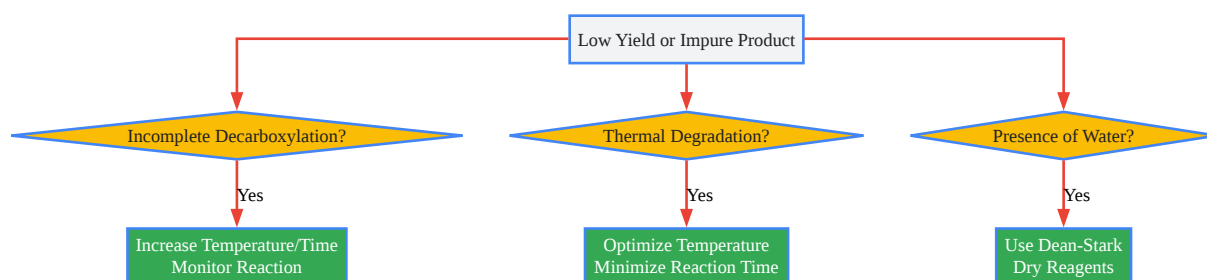 Low Yield or Impure Product
Incomplete Decarboxylation?
Thermal Degradation?
Presence of Water?
Yes
Yes
Yes
Increase Temperature/Time
Monitor Reaction
Optimize Temperature
Minimize Reaction Time
Use Dean-Stark
Dry Reagents